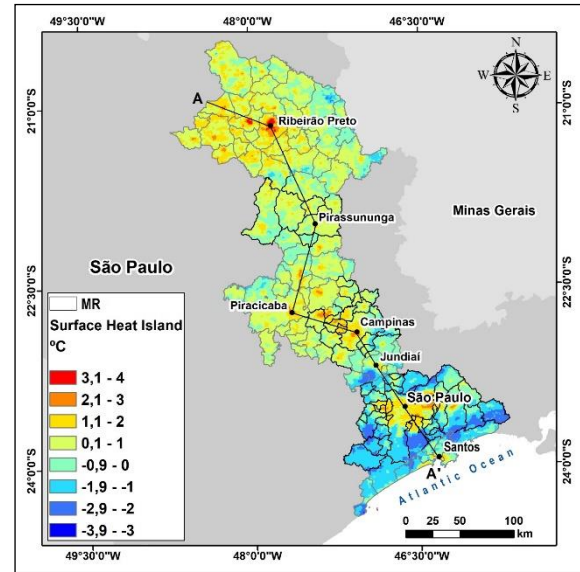 49°30'0"S
48°0'0"S
46°30'0"S
N
W
E
S
21°0'0"S
21°0'0"S
A
Ribeirão Preto
Pirassununga
Minas Gerais
São Paulo
22°30'0"S
22°30'0"S
Piracicaba
Campinas
Jundiaí
São Paulo
Santos
A'
Atlantic Ocean
24°0'0"S
24°0'0"S
MR
Surface Heat Island
ºC
3,1 - 4
2,1 - 3
1,1 - 2
0,1 - 1
-0,9 - 0
-1,9 - -1
-2,9 - -2
-3,9 - -3
0 25 50 100
km
49°30'0"S
48°0'0"S
46°30'0"S